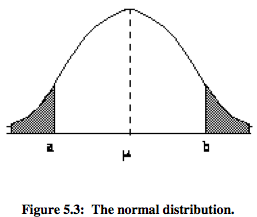 a μ b
Figure 5.3: The normal distribution.